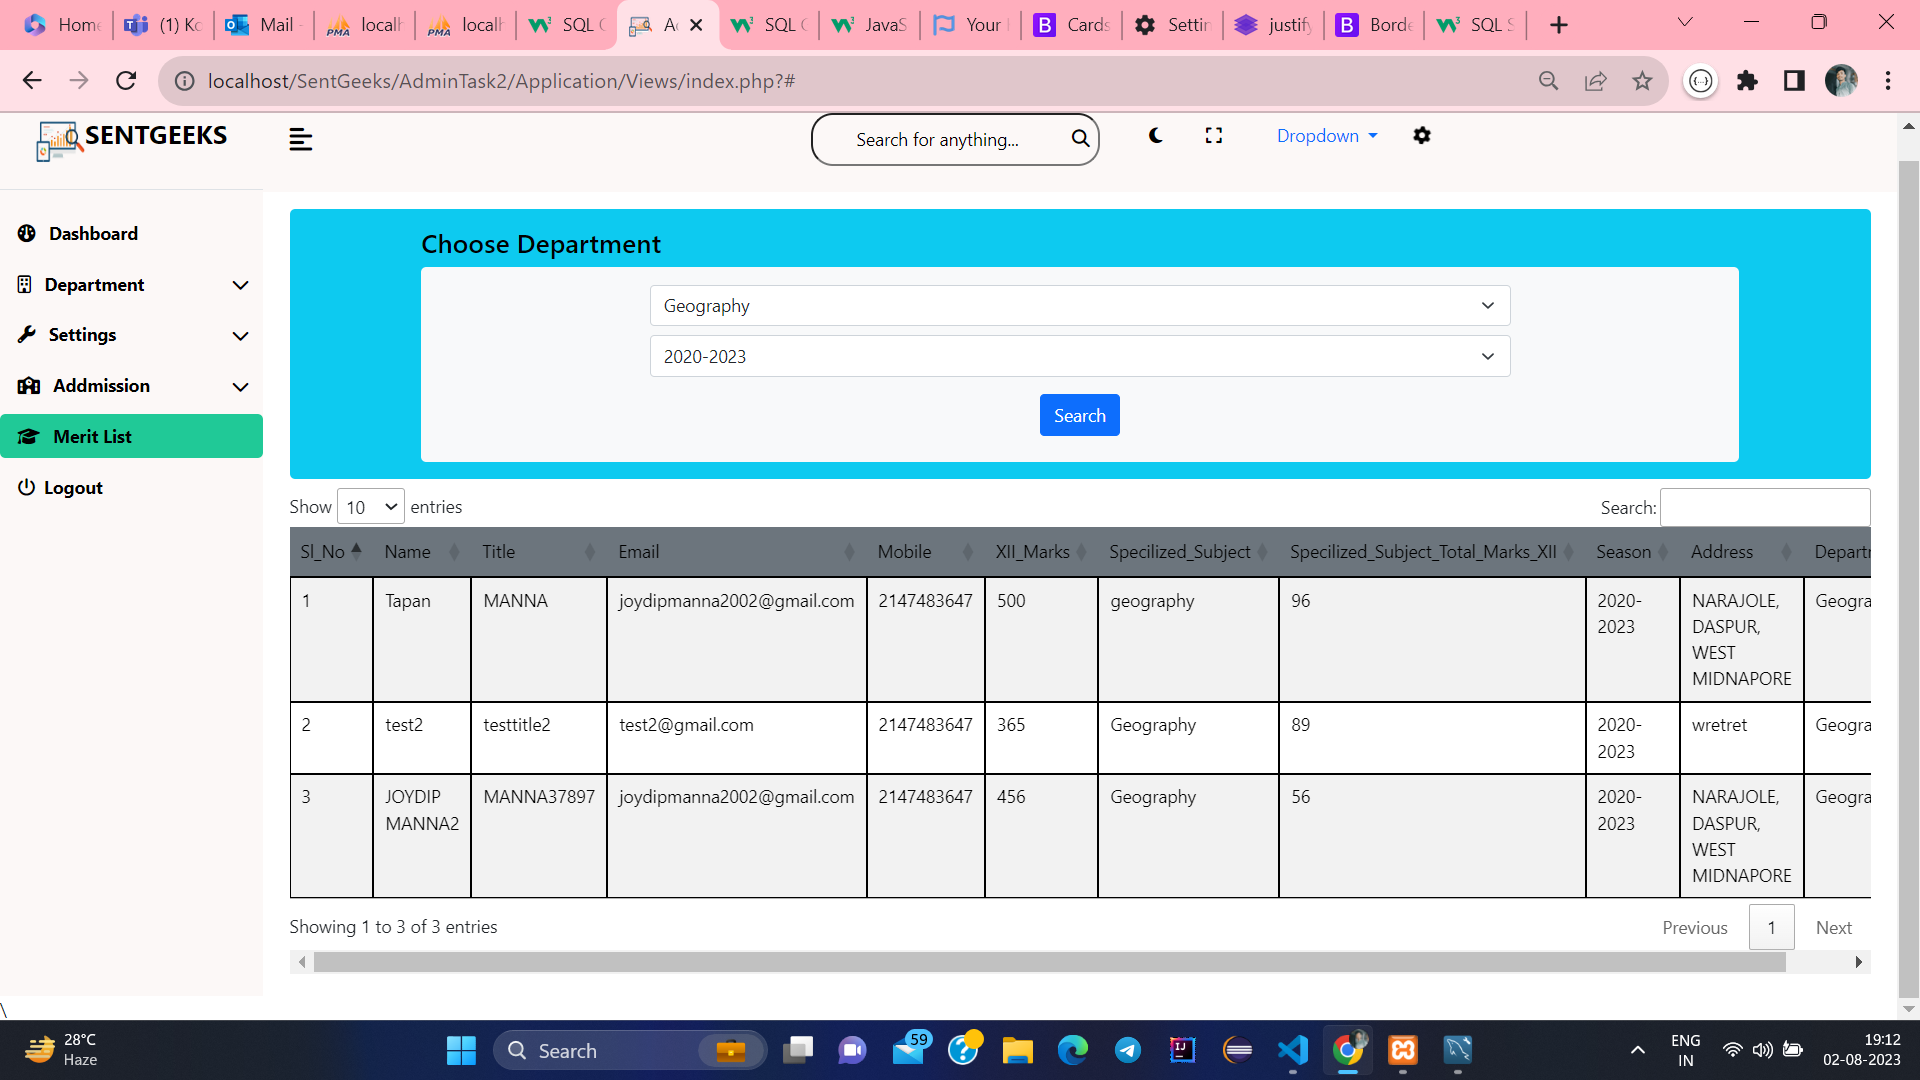 Home
(1) Ko
Mail -
localh
localh
SQL C
Ac
SQL C
JavaS
Your
Cards
Settin
justify
Borde
SQL S
localhost/SentGeeks/AdminTask2/Application/Views/index.php?#
SENTGEEKS
Search for anything...
Dropdown
Dashboard
Department
Settings
Addmission
Merit List
Logout
Choose Department
Geography
2020-2023
Search
Show 10 entries
Search:
Sl_No Name Title Email Mobile XII_Marks Specilized_Subject Specilized_Subject_Total_Marks_XII Season Address Departm
1 Tapan MANNA joydipmanna2002@gmail.com 2147483647 500 geography 96 2020- NARAJOLE, Geogra
2023 DASPUR,
WEST
MIDNAPORE
2 test2 testtitle2 test2@gmail.com 2147483647 365 Geography 89 2020- wretret Geogra
2023
3 JOYDIP MANNA37897 joydipmanna2002@gmail.com 2147483647 456 Geography 56 2020- NARAJOLE, Geogra
MANNA2 2023 DASPUR,
WEST
MIDNAPORE
Showing 1 to 3 of 3 entries
Previous 1 Next
\
28°C
Haze
Search
59
ENG
IN
19:12
02-08-2023